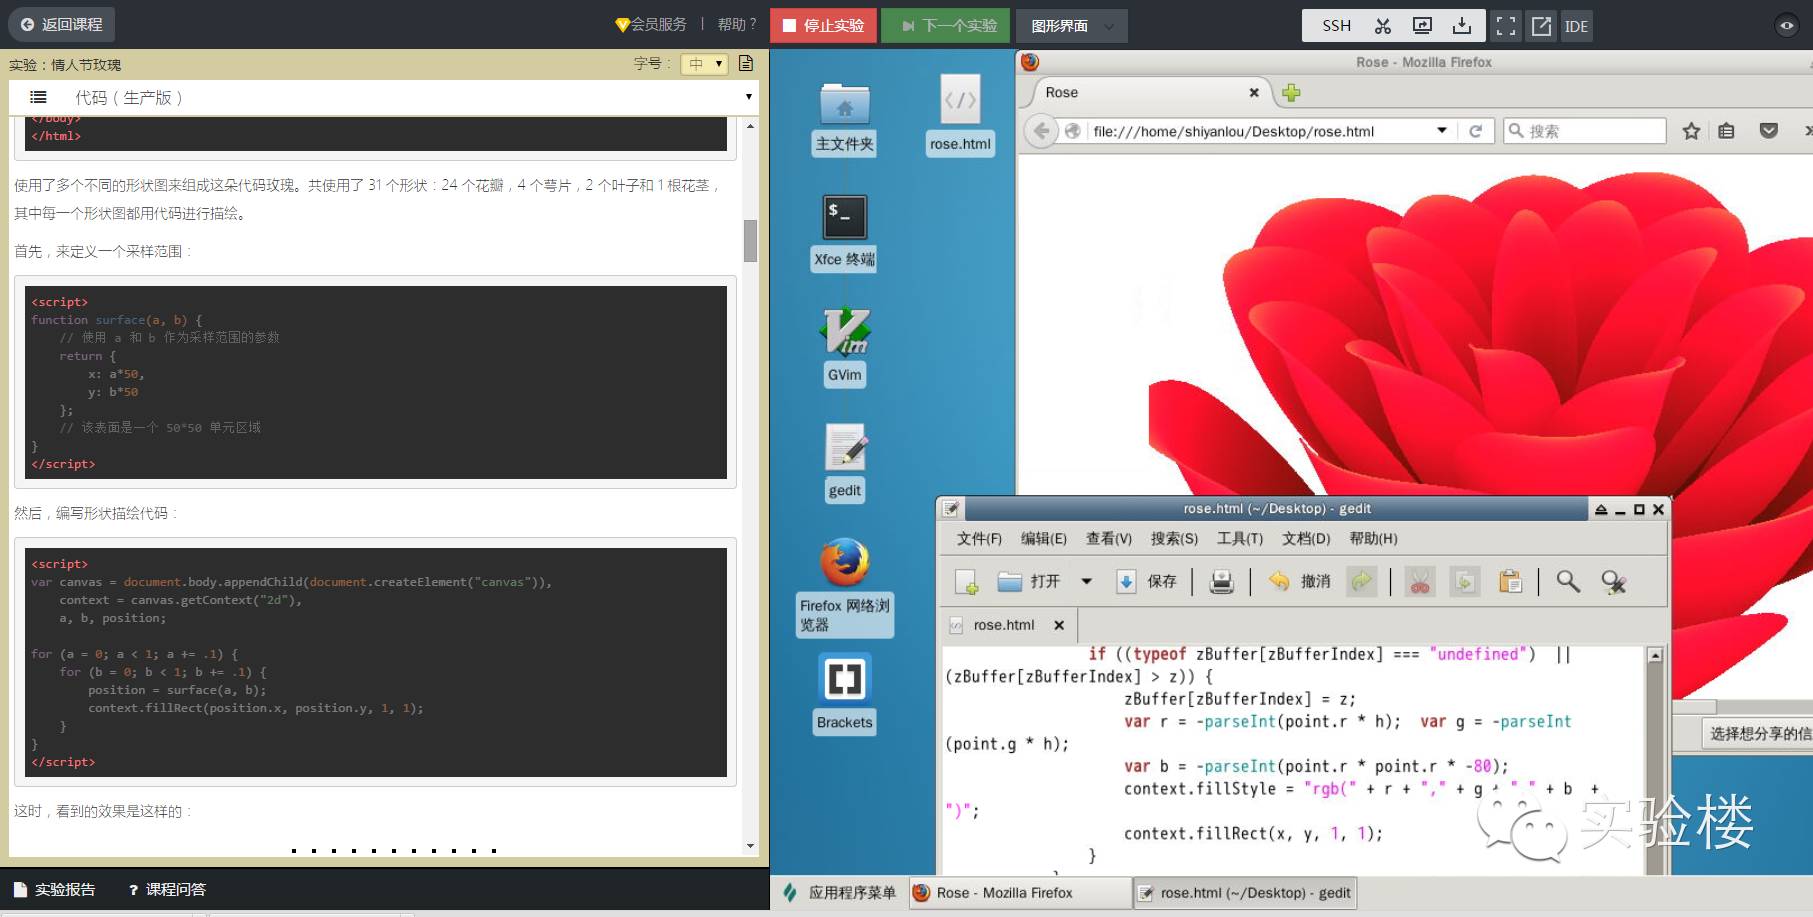 返回课程
会员服务 | 帮助 ?
停止实验
下一个实验
图形界面
SSH
IDE
实验：情人节玫瑰
字号： 中
代码（生产版）
</body>
</html>
使用了多个不同的形状图来组成这朵代码玫瑰。共使用了 31 个形状：24 个花瓣，4 个萼片，2 个叶子和 1 根花茎，
其中每一个形状图都用代码进行描绘。
首先，来定义一个采样范围：
<script>
function surface(a, b) {
// 使用 a 和 b 作为采样范围的参数
return {
x: a*50,
y: b*50
};
// 该表面是一个 50*50 单元区域
}
</script>
然后，编写形状描绘代码：
<script>
var canvas = document.body.appendChild(document.createElement("canvas")),
context = canvas.getContext("2d"),
a, b, position;
for (a = 0; a < 1; a += .1) {
for (b = 0; b < 1; b += .1) {
position = surface(a, b);
context.fillRect(position.x, position.y, 1, 1);
}
}
</script>
这时，看到的效果是这样的：
实验报告
? 课程问答
主文件夹
rose.html
Xfce 终端
GVim
gedit
Firefox 网络浏
览器
Brackets
Rose - Mozilla Firefox
Rose
file:///home/shiyanlou/Desktop/rose.html
搜索
选择想分享的信
rose.html (~/Desktop) - gedit
文件(F) 编辑(E) 查看(V) 搜索(S) 工具(T) 文档(D) 帮助(H)
打开 保存 撤消
rose.html
if ((typeof zBuffer[zBufferIndex] === "undefined") ||
(zBuffer[zBufferIndex] > z)) {
zBuffer[zBufferIndex] = z;
var r = -parseInt(point.r * h); var g = -parseInt
(point.g * h);
var b = -parseInt(point.r * point.r * -80);
context.fillStyle = "rgb(" + r + "," + g + "," + b +
")";
context.fillRect(x, y, 1, 1);
}
实验楼
应用程序菜单
Rose - Mozilla Firefox
rose.html (~/Desktop) - gedit